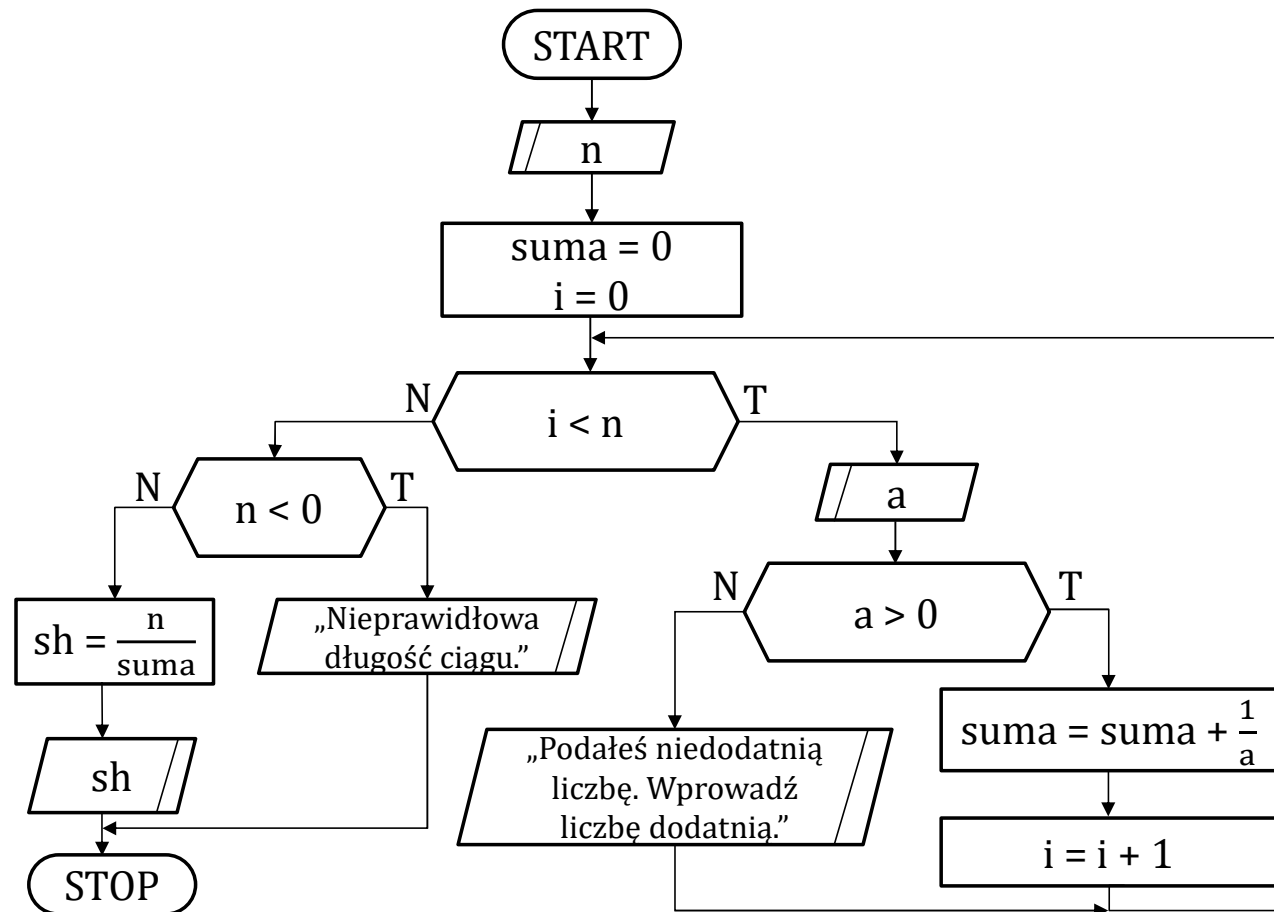 START
n
suma = 0
i = 0
N
i < n
T
N
n < 0
T
a
N
a > 0
T
sh = n/suma
„Nieprawidłowa
długość ciągu.”
suma = suma + 1/a
„Podałeś niedodatnią
liczbę. Wprowadź
liczbę dodatnią.”
sh
i = i + 1
STOP